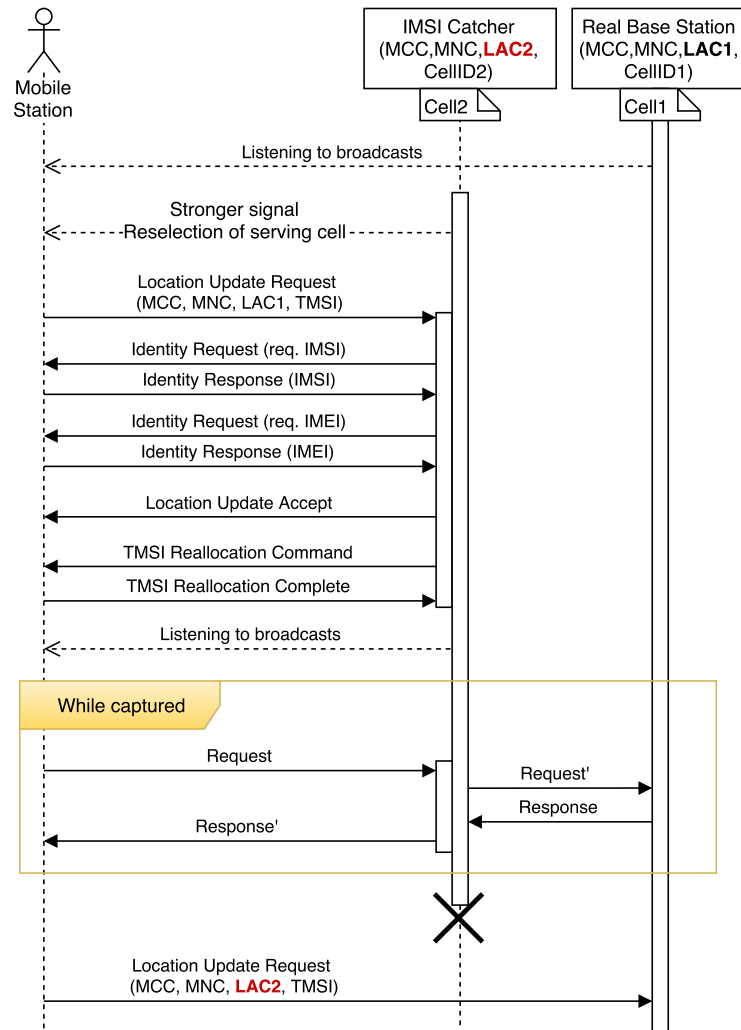 Mobile
Station
IMSI Catcher
(MCC,MNC,LAC2,
CellID2)
Cell2
Real Base Station
(MCC,MNC,LAC1,
CellID1)
Cell1
Listening to broadcasts
Stronger signal
Reselection of serving cell
Location Update Request
(MCC, MNC, LAC1, TMSI)
Identity Request (req. IMSI)
Identity Response (IMSI)
Identity Request (req. IMEI)
Identity Response (IMEI)
Location Update Accept
TMSI Reallocation Command
TMSI Reallocation Complete
Listening to broadcasts
While captured
Request
Request'
Response
Response'
Location Update Request
(MCC, MNC, LAC2, TMSI)